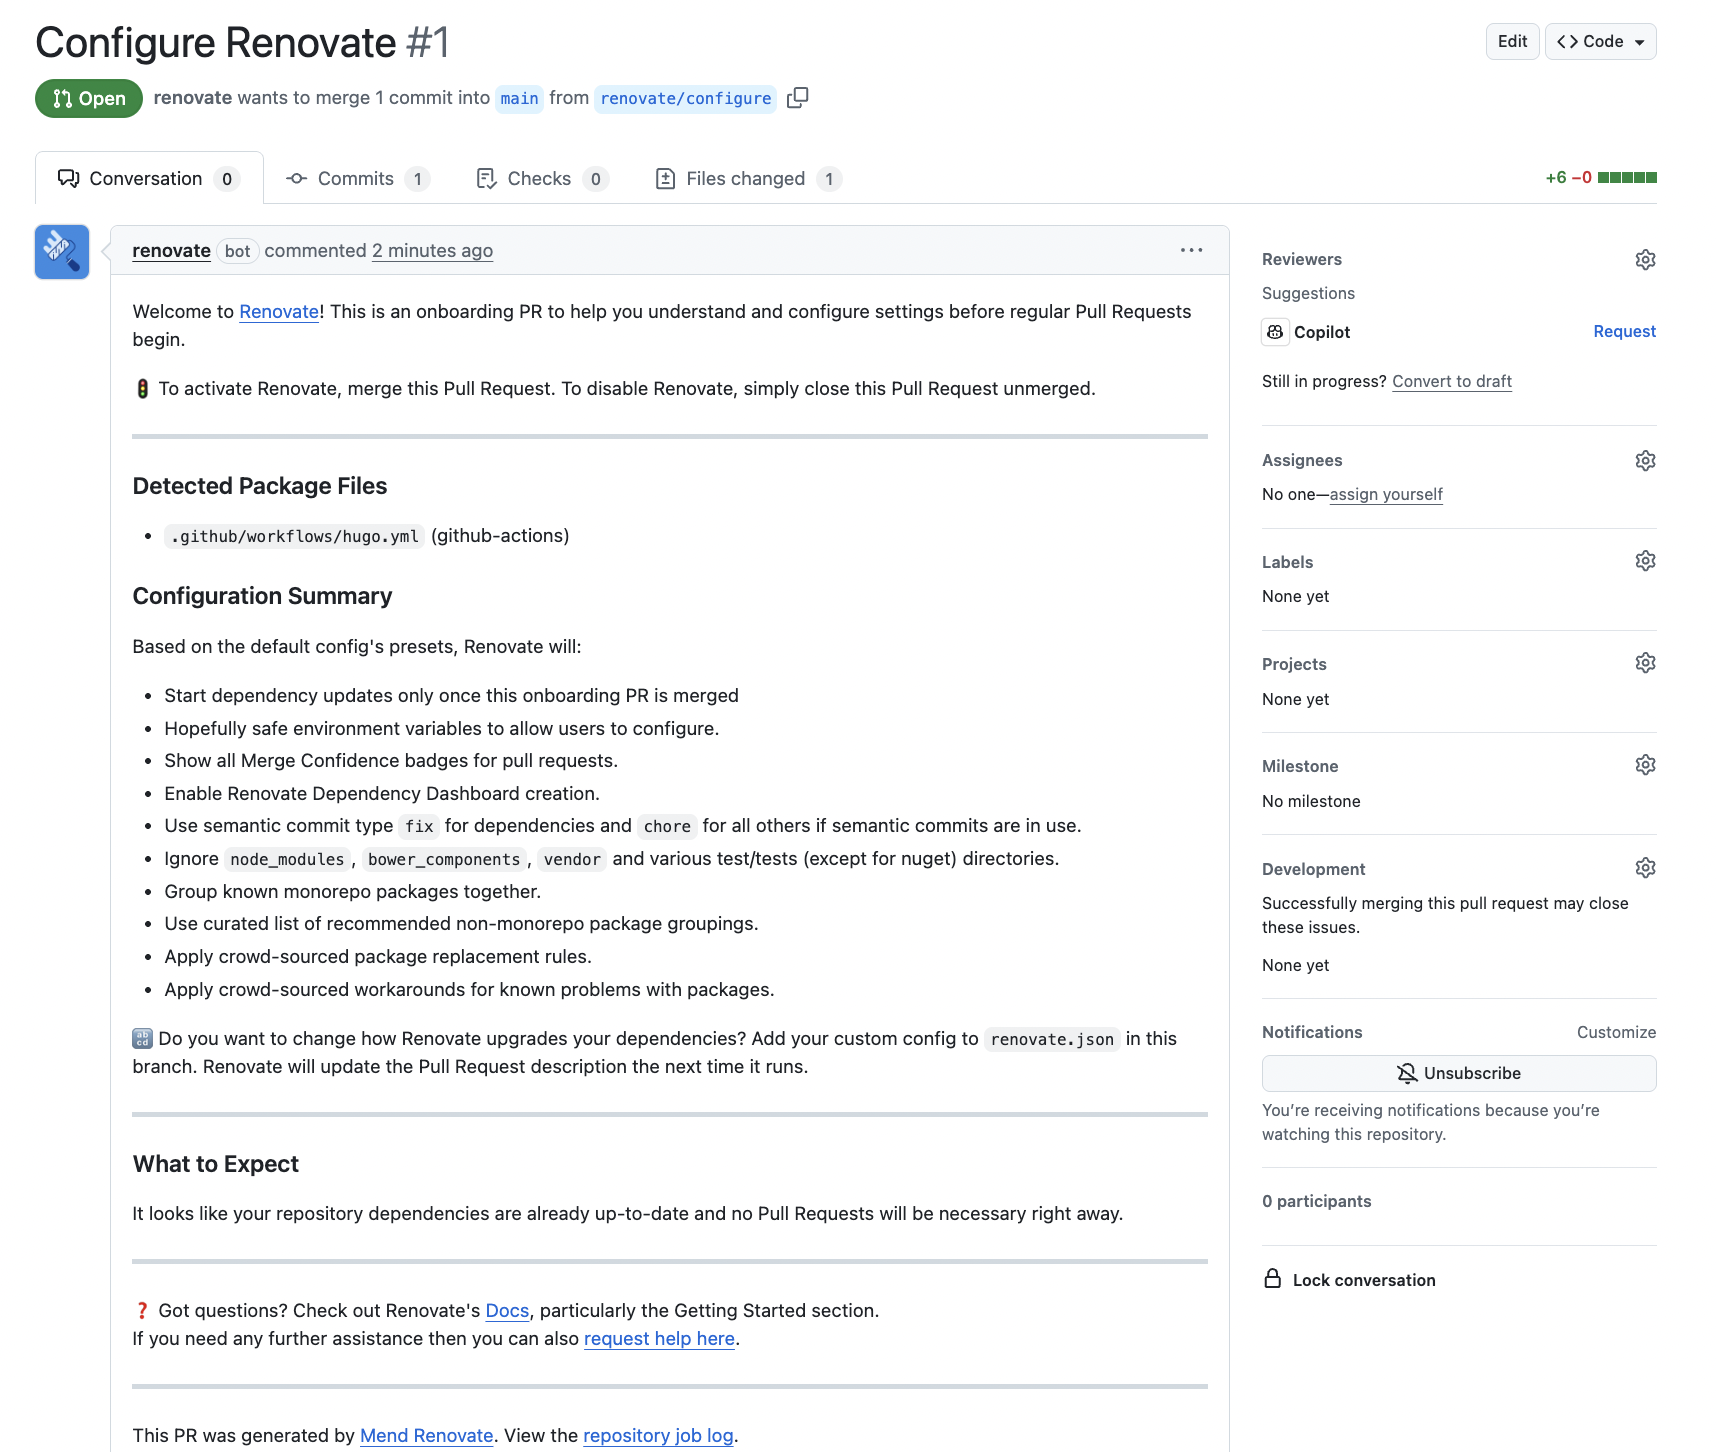 Configure Renovate #1
Edit
Code
Open
renovate wants to merge 1 commit into main from renovate/configure
Conversation 0
Commits 1
Checks 0
Files changed 1
+6 −0
renovate bot commented 2 minutes ago
Welcome to Renovate! This is an onboarding PR to help you understand and configure settings before regular Pull Requests
begin.
🚦 To activate Renovate, merge this Pull Request. To disable Renovate, simply close this Pull Request unmerged.
Detected Package Files
• .github/workflows/hugo.yml (github-actions)
Configuration Summary
Based on the default config's presets, Renovate will:
• Start dependency updates only once this onboarding PR is merged
• Hopefully safe environment variables to allow users to configure.
• Show all Merge Confidence badges for pull requests.
• Enable Renovate Dependency Dashboard creation.
• Use semantic commit type fix for dependencies and chore for all others if semantic commits are in use.
• Ignore node_modules, bower_components, vendor and various test/tests (except for nuget) directories.
• Group known monorepo packages together.
• Use curated list of recommended non-monorepo package groupings.
• Apply crowd-sourced package replacement rules.
• Apply crowd-sourced workarounds for known problems with packages.
🔡 Do you want to change how Renovate upgrades your dependencies? Add your custom config to renovate.json in this
branch. Renovate will update the Pull Request description the next time it runs.
What to Expect
It looks like your repository dependencies are already up-to-date and no Pull Requests will be necessary right away.
❓ Got questions? Check out Renovate's Docs, particularly the Getting Started section.
If you need any further assistance then you can also request help here.
This PR was generated by Mend Renovate. View the repository job log.
Reviewers
Suggestions
Copilot
Request
Still in progress? Convert to draft
Assignees
No one—assign yourself
Labels
None yet
Projects
None yet
Milestone
No milestone
Development
Successfully merging this pull request may close
these issues.
None yet
Notifications
Customize
Unsubscribe
You’re receiving notifications because you’re
watching this repository.
0 participants
Lock conversation